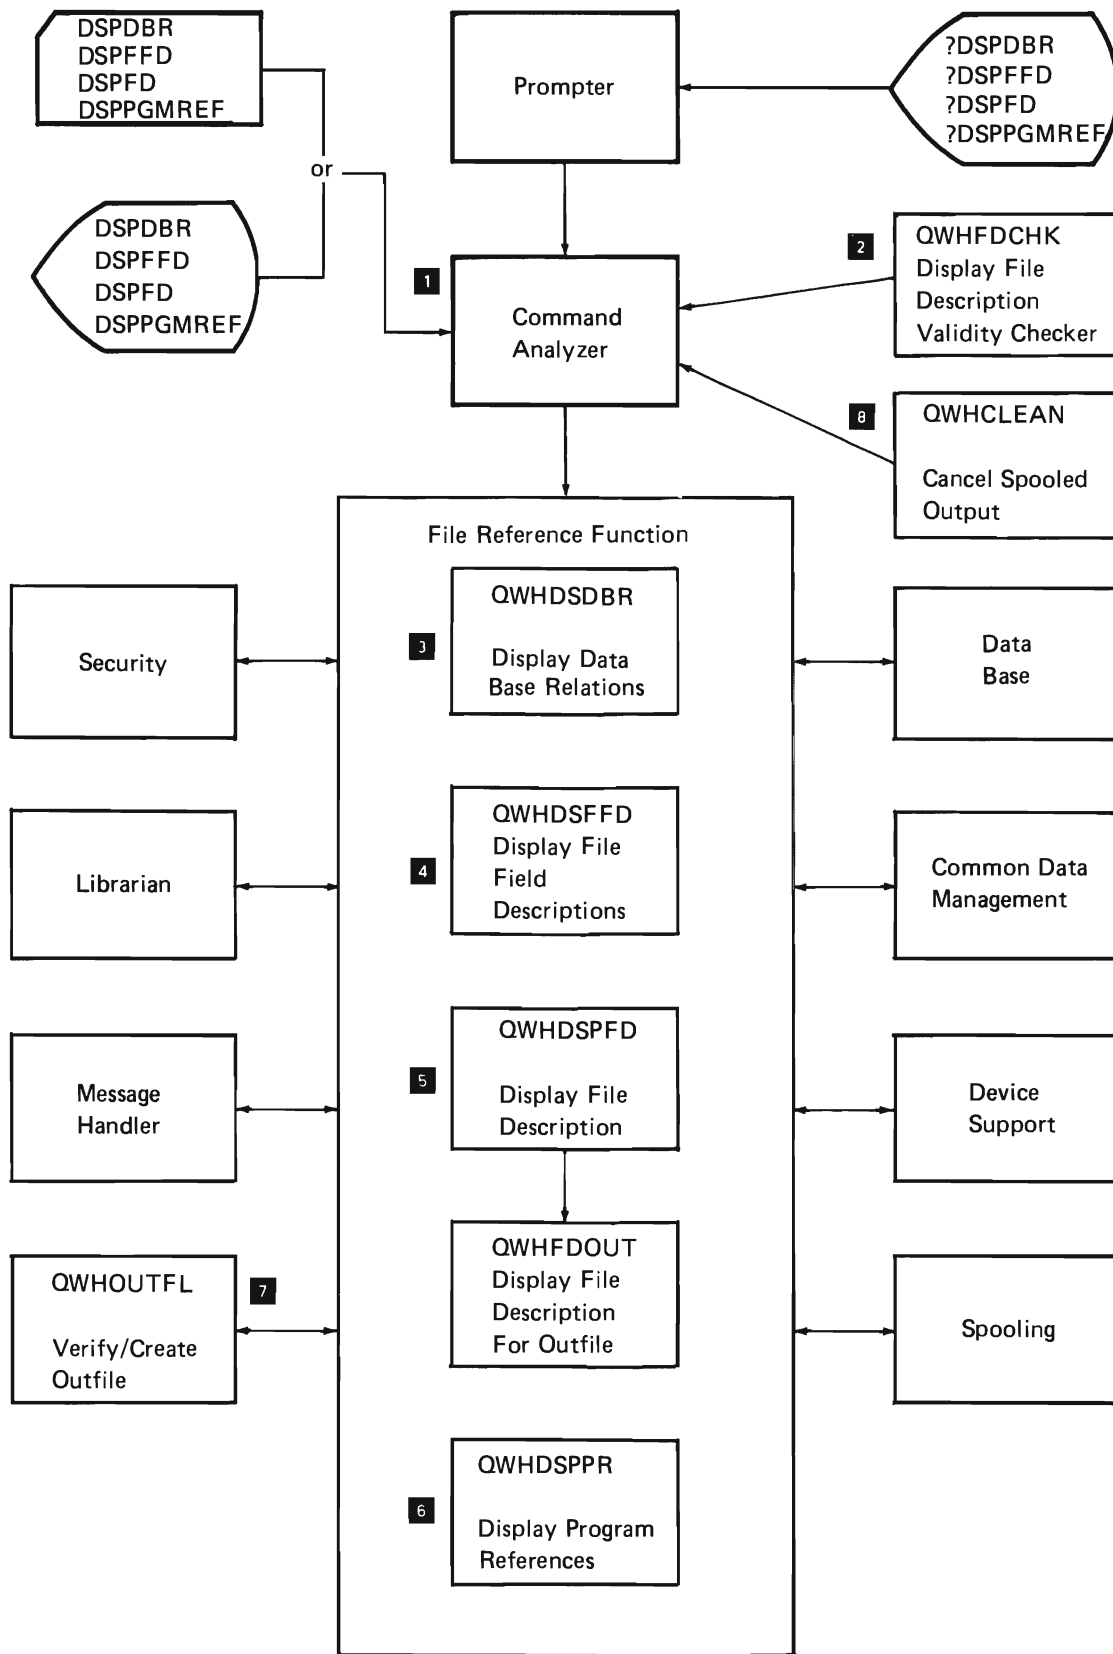 DSPDBR
DSPFFD
DSPFD
DSPPGMREF
Prompter
?DSPDBR
?DSPFFD
?DSPFD
?DSPPGMREF
or
DSPDBR
DSPFFD
DSPFD
DSPPGMREF
1
Command
Analyzer
2
QWHFDCHK
Display File
Description
Validity Checker
8
QWHCLEAN
Cancel Spooled
Output
File Reference Function
Security
3
QWHDSDBR
Display Data
Base Relations
Data
Base
Librarian
4
QWHDSFFD
Display File
Field
Descriptions
Common Data
Management
Message
Handler
5
QWHDSPFD
Display File
Description
Device
Support
QWHOUTFL
Verify/Create
Outfile
7
QWHFDOUT
Display File
Description
For Outfile
Spooling
6
QWHDSPPR
Display Program
References